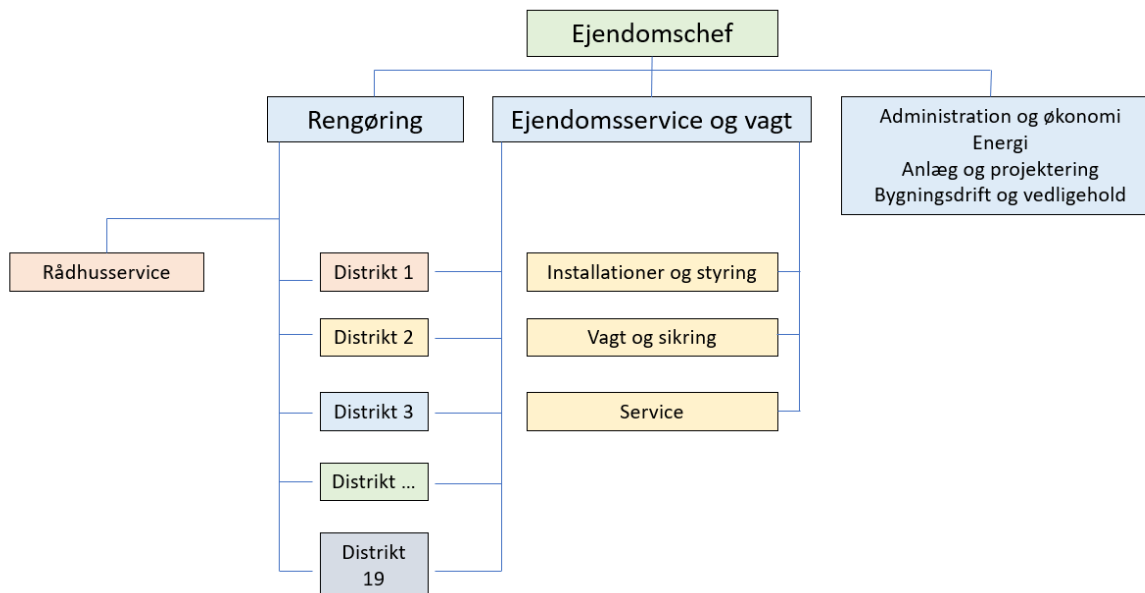 Ejendomschef
Rengøring
Ejendomsservice og vagt
Administration og økonomi
Energi
Anlæg og projektering
Bygningsdrift og vedligehold
Rådhusservice
Distrikt 1
Installationer og styring
Distrikt 2
Vagt og sikring
Distrikt 3
Service
Distrikt ...
Distrikt
19